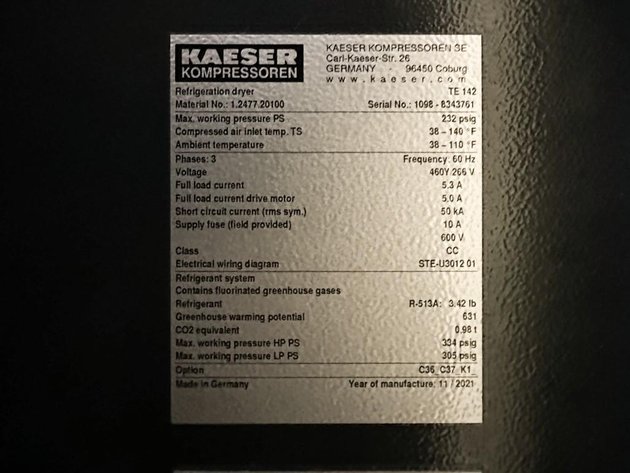 KAESER
KOMPRESSOREN
KAESER KOMPRESSOREN SE
Carl-Kaeser-Str. 26
GERMANY - 96450 Coburg
www.kaeser.com
Refrigeration dryer TE 142
Material No.: 1.2477.20100 Serial No.: 1098 - 8343761
Max. working pressure PS 232 psig
Compressed air inlet temp. TS 38 – 140 °F
Ambient temperature 38 – 110 °F
Phases: 3 Frequency: 60 Hz
Voltage 460Y 266 V
Full load current 5.3 A
Full load current drive motor 5.0 A
Short circuit current (rms sym.) 50 kA
Supply fuse (field provided) 10 A
600 V
Class CC
Electrical wiring diagram STE-U3012 01
Refrigerant system
Contains fluorinated greenhouse gases
Refrigerant R-513A: 3.42 lb
Greenhouse warming potential 631
CO2 equivalent 0.98 t
Max. working pressure HP PS 334 psig
Max. working pressure LP PS 305 psig
Option C36_C37_K1_
Made in Germany Year of manufacture: 11 / 2021